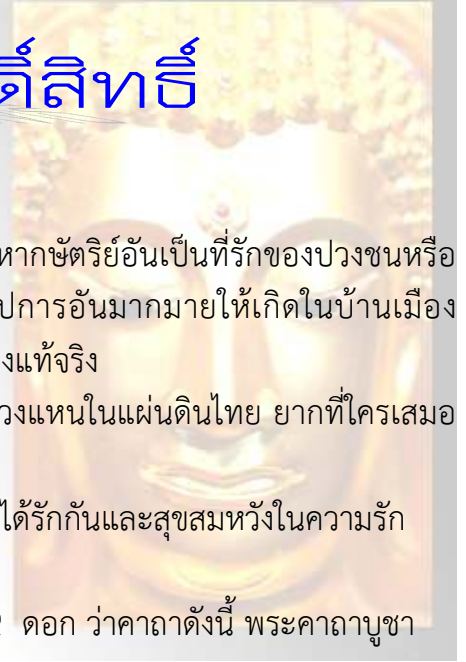 ดิ์สิทธิ์
หากษัตริย์อันเป็นที่รักของปวงชนหรือ
ปการอันมากมายให้เกิดในบ้านเมือง
งแท้จริง
วงแหนในแผ่นดินไทย ยากที่ใครเสมอ
ได้รักกันและสุขสมหวังในความรัก
ดอก ว่าคาถาดังนี้ พระคาถาบูชา